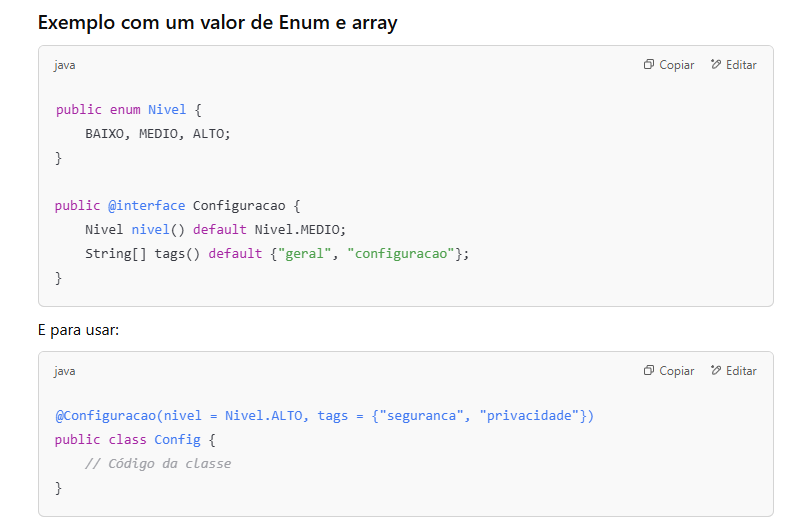 Exemplo com um valor de Enum e array
java
Copiar
Editar
public enum Nivel {
    BAIXO, MEDIO, ALTO;
}
public @interface Configuracao {
    Nivel nivel() default Nivel.MEDIO;
    String[] tags() default {"geral", "configuracao"};
}
E para usar:
java
Copiar
Editar
@Configuracao(nivel = Nivel.ALTO, tags = {"seguranca", "privacidade"})
public class Config {
    // Código da classe
}